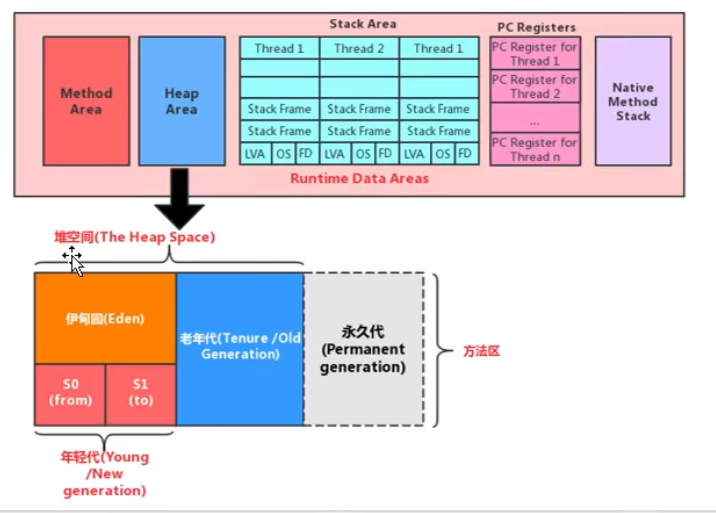 Stack Area
PC Registers
Method
Area
Heap
Area
Thread 1
Thread 2
Thread 1
Stack Frame
Stack Frame
Stack Frame
Stack Frame
Stack Frame
Stack Frame
LVA
OS
FD
LVA
OS
FD
LVA
OS
FD
PC Register for
Thread 1
PC Register for
Thread 2
...
PC Register for
Thread n
Native
Method
Stack
Runtime Data Areas
堆空间(The Heap Space)
伊甸园(Eden)
S0
(from)
S1
(to)
老年代(Tenure /Old
Generation)
永久代
(Permanent
generation)
方法区
年轻代(Young
/New
generation)